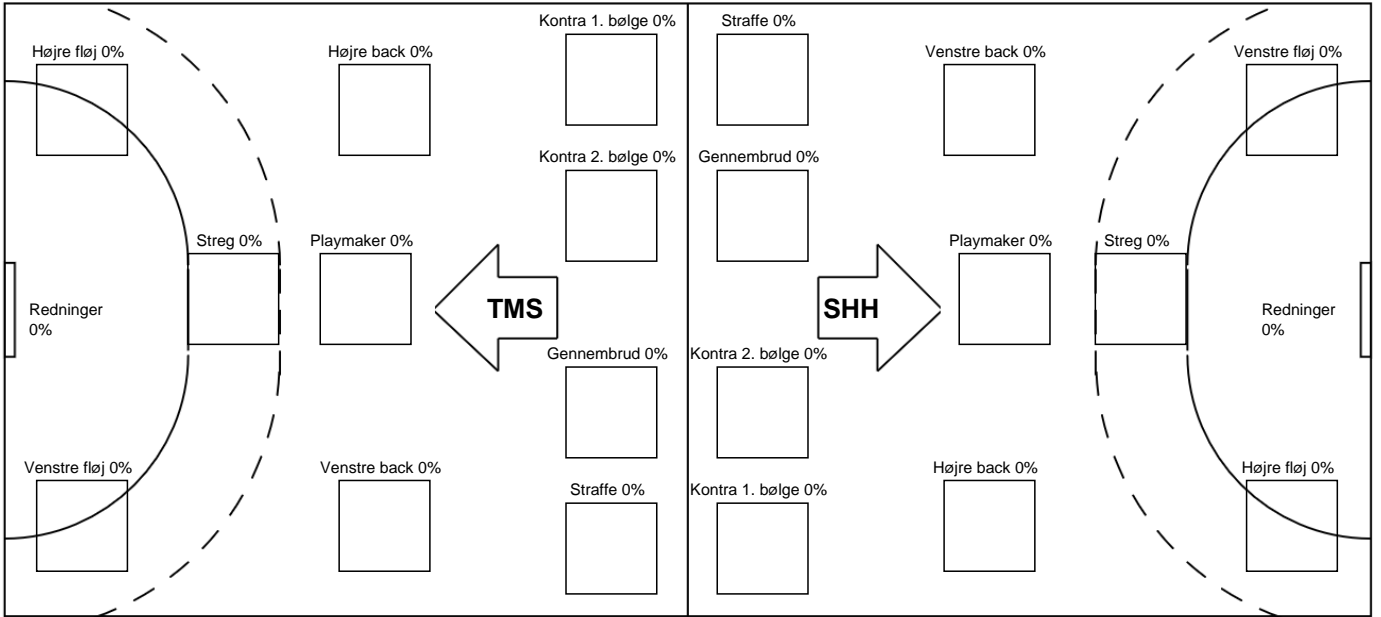 Kontra 1. bølge 0%
Straffe 0%
Højre fløj 0%
Højre back 0%
Venstre back 0%
Venstre fløj 0%
Kontra 2. bølge 0%
Gennembrud 0%
Streg 0%
Playmaker 0%
Playmaker 0%
Streg 0%
Redninger
0%
TMS
SHH
Redninger
0%
Gennembrud 0%
Kontra 2. bølge 0%
Venstre fløj 0%
Venstre back 0%
Højre back 0%
Højre fløj 0%
Straffe 0%
Kontra 1. bølge 0%